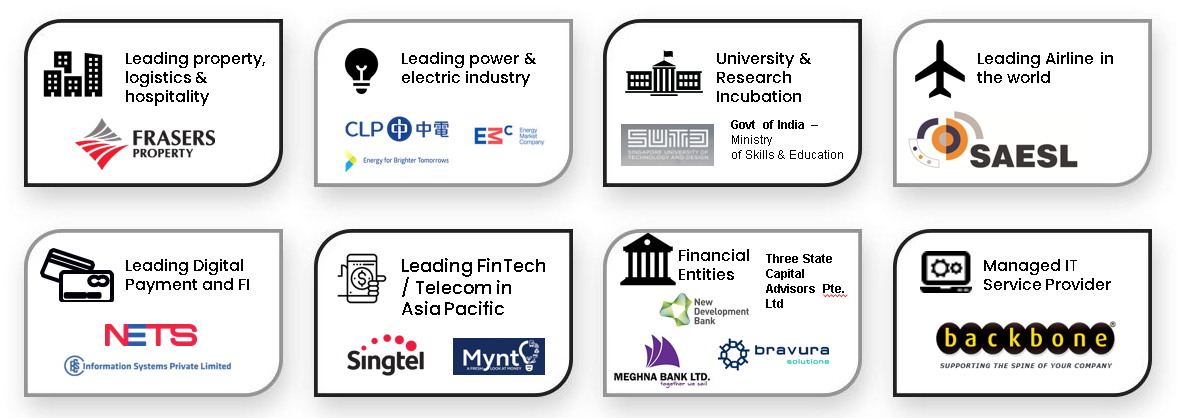 Leading property,
logistics &
hospitality
FRASERS
PROPERTY
Leading power &
electric industry
CLP 中 中電
Energy for Brighter Tomorrows
EMC
Energy
Market
Company
University &
Research
Incubation
SUTD
SINGAPORE UNIVERSITY OF
TECHNOLOGY AND DESIGN
Govt of India –
Ministry
of Skills & Education
Leading Airline in
the world
SAESL
Leading Digital
Payment and FI
NETS
Information Systems Private Limited
Leading FinTech
/ Telecom in
Asia Pacific
Singtel
Mynt
A FRESH LOOK AT MONEY
Financial
Entities
Three State
Capital
Advisors Pte.
Ltd
New
Development
Bank
MEGHNA BANK LTD.
together we sail
bravura
solutions
Managed IT
Service Provider
backbone®
SUPPORTING THE SPINE OF YOUR COMPANY